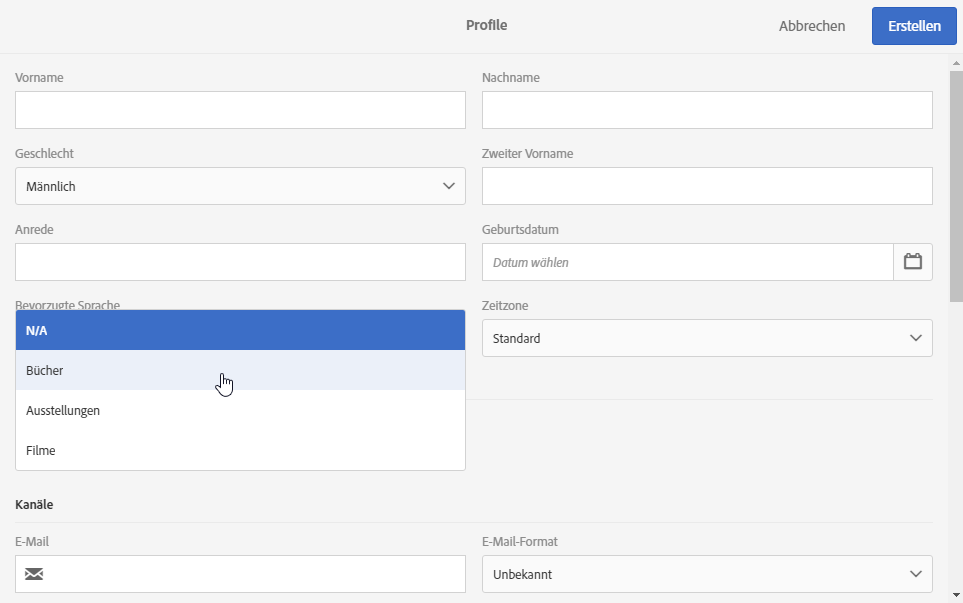 Profile
Abbrechen
Erstellen
Vorname
Nachname
Geschlecht
Zweiter Vorname
Männlich
Anrede
Geburtsdatum
Datum wählen
Bevorzugte Sprache
Zeitzone
N/A
Standard
Bücher
Ausstellungen
Filme
Kanäle
E-Mail
E-Mail-Format
Unbekannt